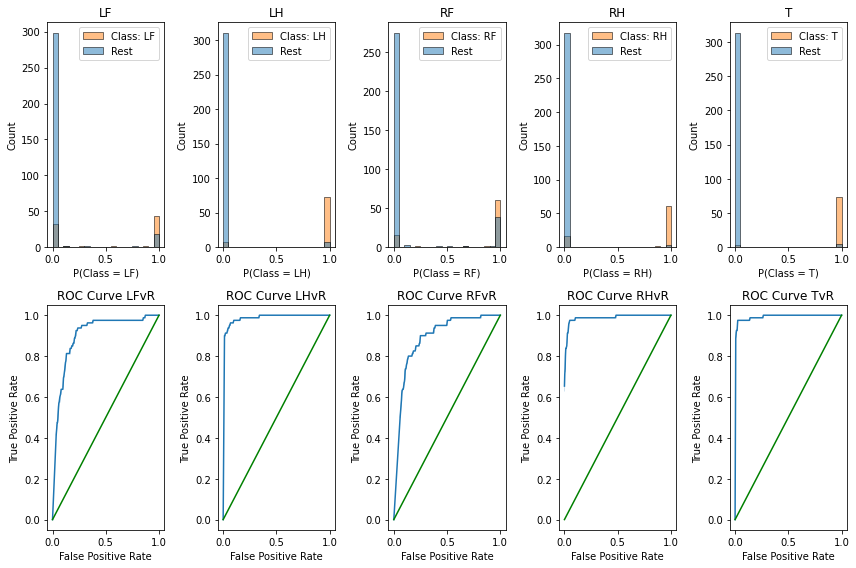 LF LH RF RH T
Class: LF Class: LH Class: RF Class: RH Class: T
Rest Rest Rest Rest Rest
300 300 250 300 300
250 250 200 250 250
200 200 150 200 200
150 150 100 150 150
100 100 50 100 100
50 50 0 50 50
0 0 0 0
Count Count Count Count Count
0.0 0.5 1.0 0.0 0.5 1.0 0.0 0.5 1.0 0.0 0.5 1.0 0.0 0.5 1.0
P(Class = LF) P(Class = LH) P(Class = RF) P(Class = RH) P(Class = T)
ROC Curve LFvR ROC Curve LHvR ROC Curve RFvR ROC Curve RHvR ROC Curve TvR
1.0 1.0 1.0 1.0 1.0
0.8 0.8 0.8 0.8 0.8
0.6 0.6 0.6 0.6 0.6
0.4 0.4 0.4 0.4 0.4
0.2 0.2 0.2 0.2 0.2
0.0 0.0 0.0 0.0 0.0
True Positive Rate True Positive Rate True Positive Rate True Positive Rate True Positive Rate
0.0 0.5 1.0 0.0 0.5 1.0 0.0 0.5 1.0 0.0 0.5 1.0 0.0 0.5 1.0
False Positive Rate False Positive Rate False Positive Rate False Positive Rate False Positive Rate